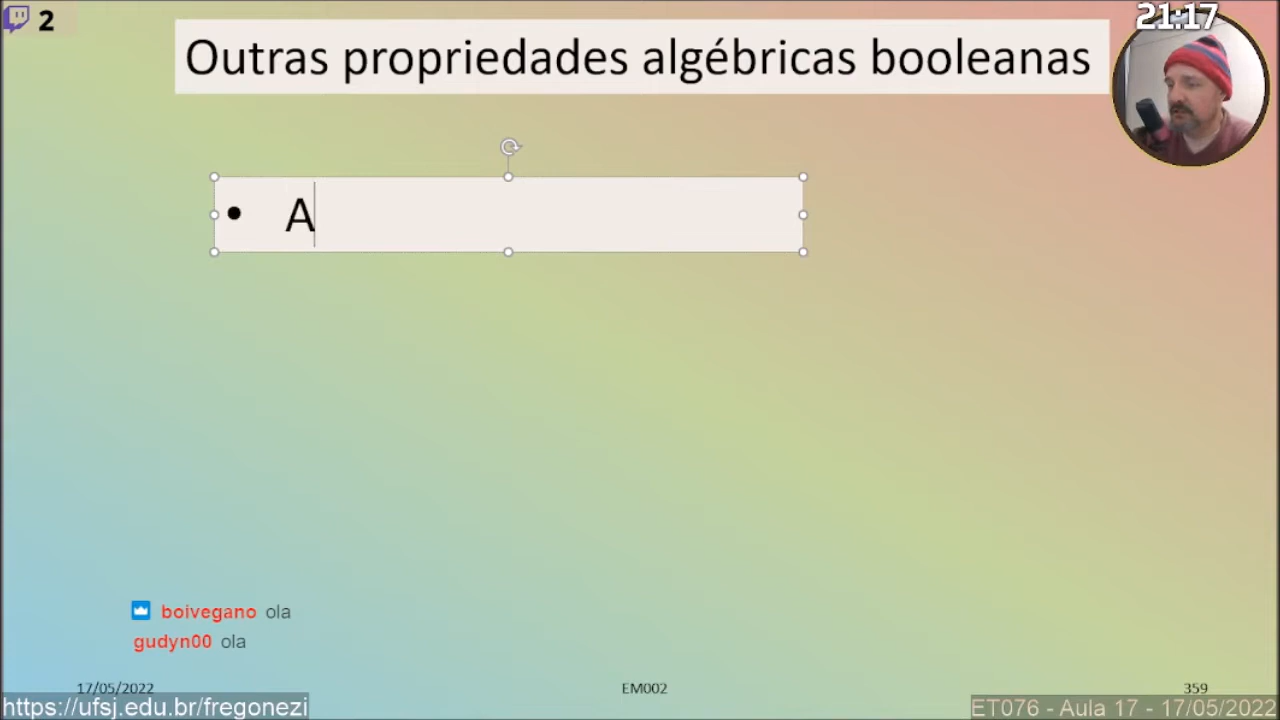 2
21:17
Outras propriedades algébricas booleanas
• A
boivegano ola
gudyn00 ola
17/05/2022
EM002
359
https://ufsj.edu.br/fregonezi
ET076 - Aula 17 - 17/05/2022